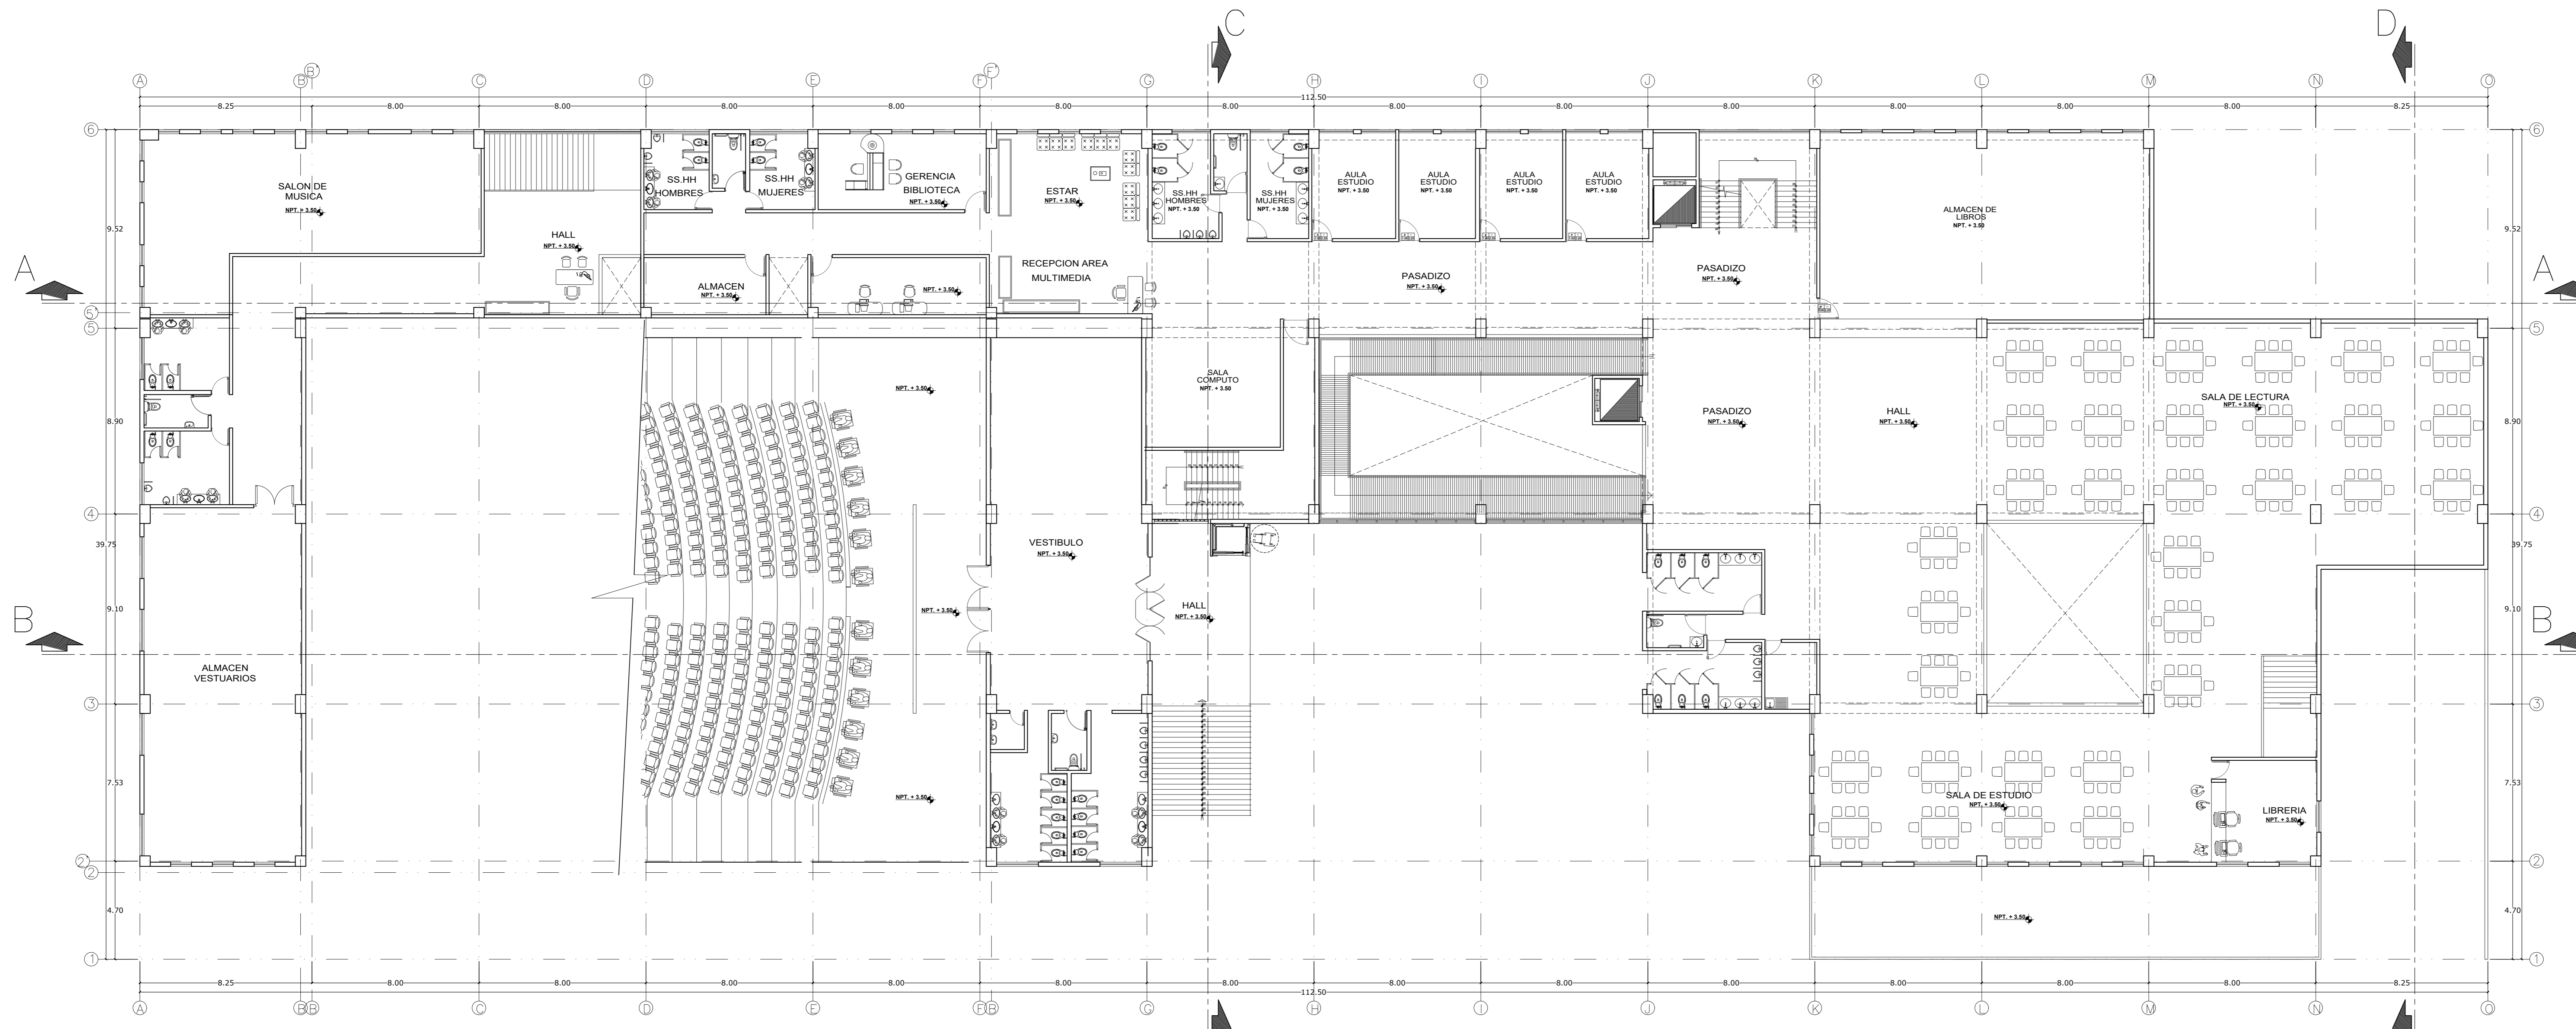 C
D
A
B
B'
C
D
E
F
F'
G
H
I
J
K
L
M
N
O
112.50
8.25
8.00
8.00
8.00
8.00
8.00
8.00
8.00
8.00
8.00
8.00
8.00
8.00
8.25
6
6
SALON DE
MUSICA
NPT. + 3.50
SS.HH
HOMBRES
SS.HH
MUJERES
GERENCIA
BIBLIOTECA
NPT. + 3.50
ESTAR
NPT. + 3.50
SS.HH
HOMBRES
NPT. + 3.50
SS.HH
MUJERES
NPT. + 3.50
AULA
ESTUDIO
NPT. + 3.50
AULA
ESTUDIO
NPT. + 3.50
AULA
ESTUDIO
NPT. + 3.50
AULA
ESTUDIO
NPT. + 3.50
ALMACEN DE
LIBROS
NPT. + 3.50
9.52
9.52
HALL
NPT. + 3.50
A
A
RECEPCION AREA
MULTIMEDIA
ALMACEN
NPT. + 3.50
NPT. + 3.50
PASADIZO
NPT. + 3.50
PASADIZO
NPT. + 3.50
5'
5
5
SALA
COMPUTO
NPT. + 3.50
NPT. + 3.50
SALA DE LECTURA
NPT. + 3.50
PASADIZO
NPT. + 3.50
HALL
NPT. + 3.50
8.90
8.90
4
4
39.75
39.75
VESTIBULO
NPT. + 3.50
HALL
NPT. + 3.50
NPT. + 3.50
9.10
9.10
B
B
ALMACEN
VESTUARIOS
3
3
7.53
7.53
NPT. + 3.50
SALA DE ESTUDIO
NPT. + 3.50
LIBRERIA
NPT. + 3.50
2'
2
2
4.70
4.70
NPT. + 3.50
1
1
8.25
8.00
8.00
8.00
8.00
8.00
8.00
8.00
8.00
8.00
8.00
8.00
8.00
8.25
112.50
A
B
B
C
D
E
F
B
G
H
I
J
K
L
M
N
O